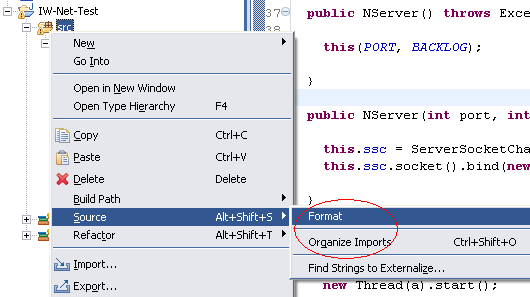 IW-Net-Test
src
New
Go Into
Open in New Window
Open Type Hierarchy F4
Copy Ctrl+C
Paste Ctrl+V
Delete Delete
Build Path
Source Alt+Shift+S
Refactor Alt+Shift+T
Import...
Export...
Format
Organize Imports Ctrl+Shift+O
Find Strings to Externalize...
37 public NServer() throws Exce
38
this(PORT, BACKLOG);
}
public NServer(int port, int
this.ssc = ServerSocketCha
this.ssc.socket().bind(new
}
new Thread(a).start();